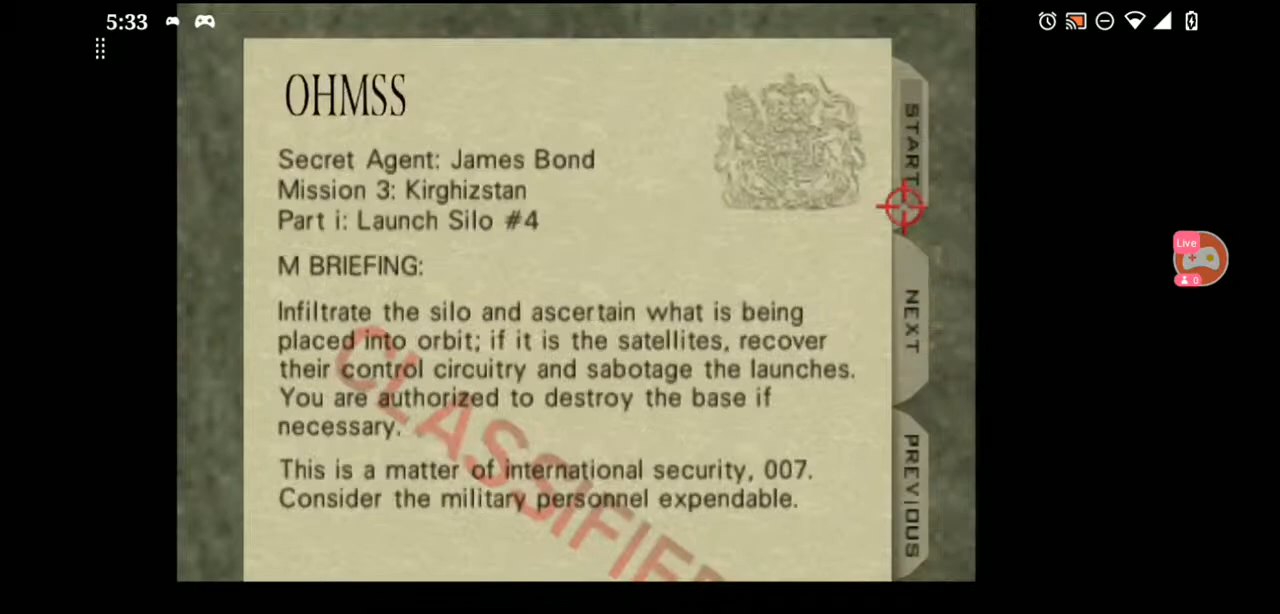 5:33
OHMSS
START
Secret Agent: James Bond
Mission 3: Kirghizstan
Part i: Launch Silo #4
Live
0
M BRIEFING:
NEXT
Infiltrate the silo and ascertain what is being
placed into orbit; if it is the satellites, recover
their control circuitry and sabotage the launches.
You are authorized to destroy the base if
necessary.
CLASSIFIED
PREVIOUS
This is a matter of international security, 007.
Consider the military personnel expendable.